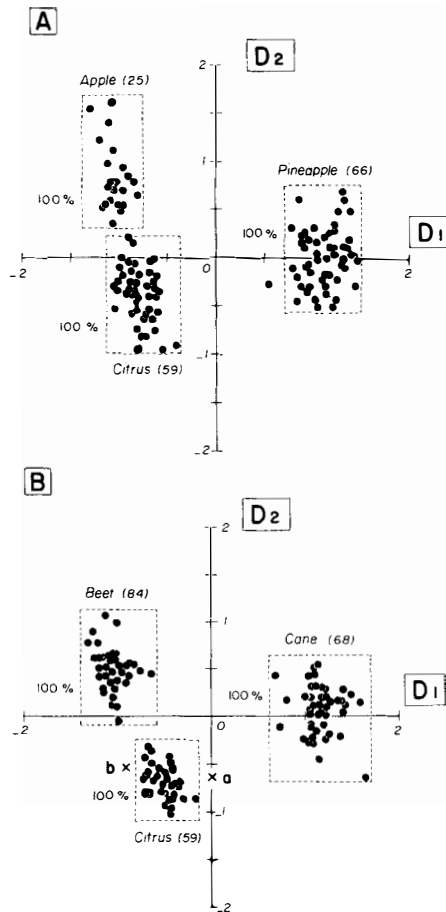 A
D2
2
Apple (25)
1
Pineapple (66)
100 %
100 %
D1
-2
0
2
100 %
-1
Citrus (59)
-2
B
D2
2
Beet (84)
1
Cane (68)
100 %
100 %
D1
-2
0
2
b
a
100 %
-1
Citrus (59)
-2